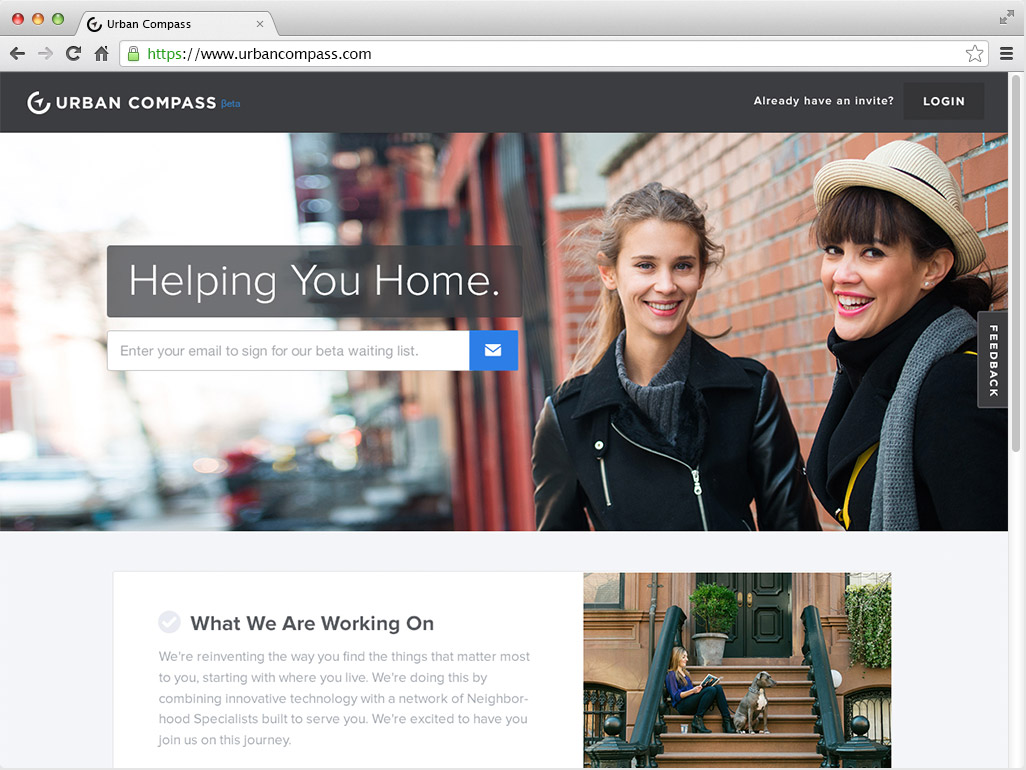 Urban Compass
https://www.urbancompass.com
URBAN COMPASS Beta
Already have an invite?
LOGIN
Helping You Home.
Enter your email to sign for our beta waiting list.
FEEDBACK
What We Are Working On
We're reinventing the way you find the things that matter most
to you, starting with where you live. We're doing this by
combining innovative technology with a network of Neighbor-
hood Specialists built to serve you. We're excited to have you
join us on this journey.